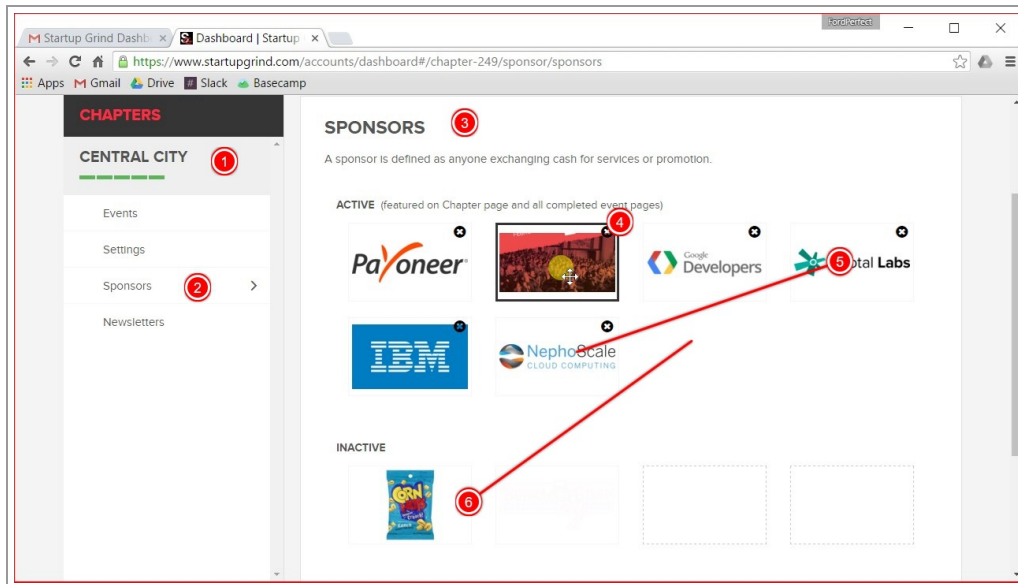 FordPerfect
Startup Grind Dashb
Dashboard | Startup
https://www.startupgrind.com/accounts/dashboard#/chapter-249/sponsor/sponsors
Apps Gmail Drive Slack Basecamp
CHAPTERS
CENTRAL CITY 1
Events
Settings
Sponsors 2
Newsletters
SPONSORS 3
A sponsor is defined as anyone exchanging cash for services or promotion.
ACTIVE (featured on Chapter page and all completed event pages)
4
Payoneer
Google
Developers
5 otal Labs
IBM
NephoScale
CLOUD COMPUTING
INACTIVE
CORN
POPS
6